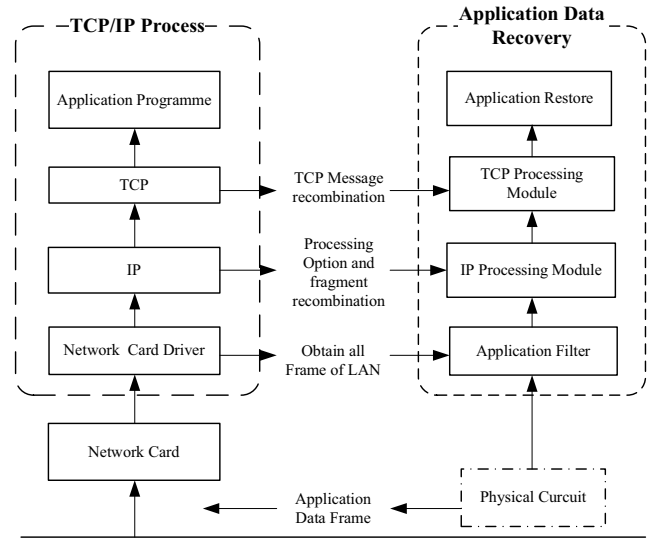 TCP/IP Process
Application Data
Recovery
Application Programme
Application Restore
TCP
TCP Message
recombination
TCP Processing
Module
IP
Processing
Option and
fragment
recombination
IP Processing Module
Network Card Driver
Obtain all
Frame of LAN
Application Filter
Network Card
Application
Data Frame
Physical Curcuit